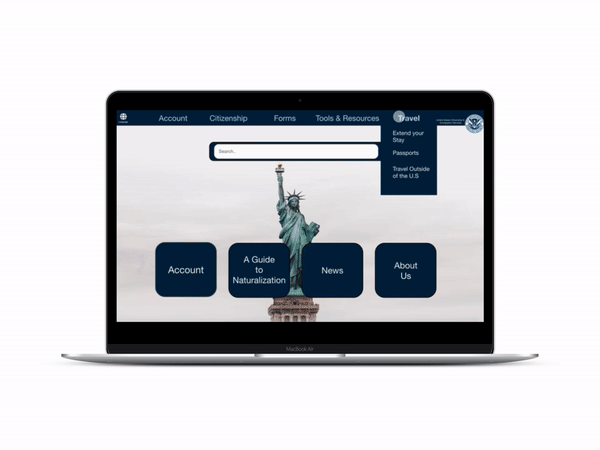 Account
Citizenship
Forms
Tools & Resources
Travel
Extend your
Stay
Passports
Travel Outside
of the U.S
Search...
Account
A Guide
to
Naturalization
News
About
Us
MacBook Air